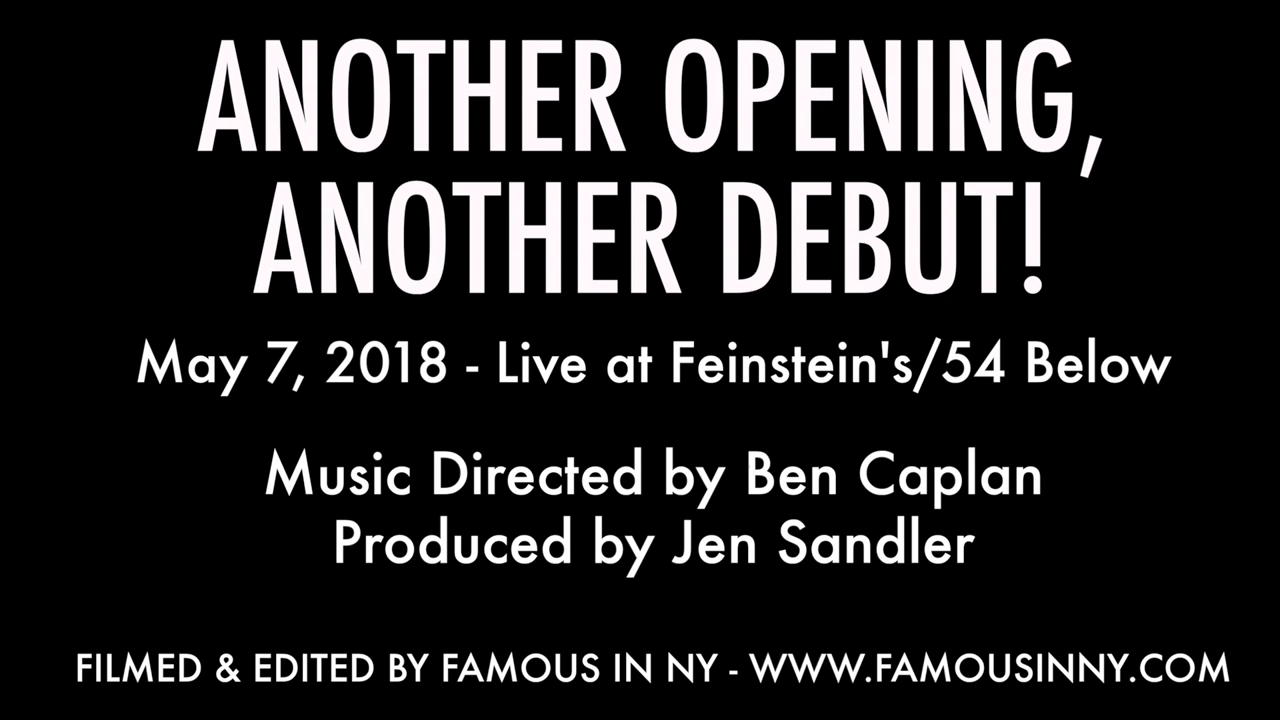 ANOTHER OPENING,
ANOTHER DEBUT!
May 7, 2018 - Live at Feinstein's/54 Below
Music Directed by Ben Caplan
Produced by Jen Sandler
FILMED & EDITED BY FAMOUS IN NY - WWW.FAMOUSINNY.COM